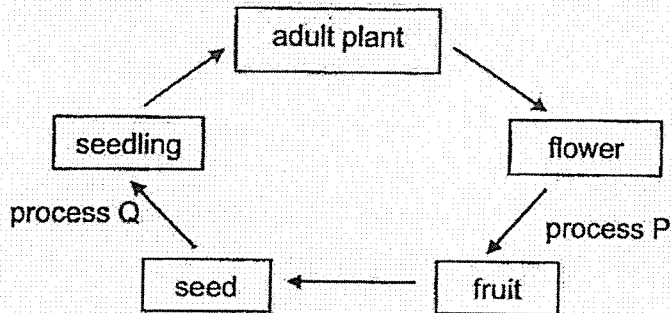 adult plant
seedling
flower
process Q
process P
seed
fruit